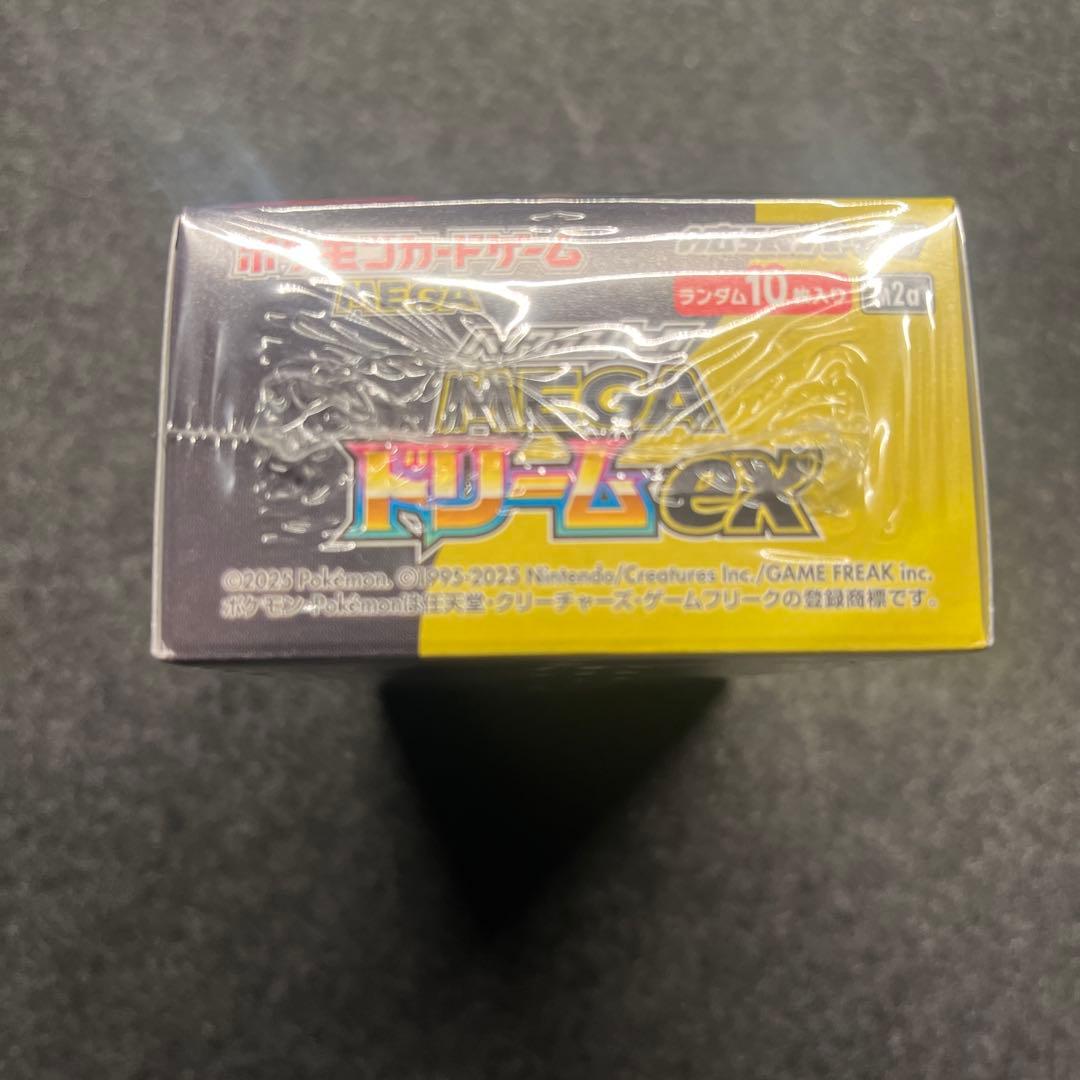 ポケモンカードゲーム
MEGA
ランダム10枚入り
M2a
MEGA
ドリームex
©2025 Pokémon. ©1995-2025 Nintendo/Creatures Inc./GAME FREAK inc.
ポケモン・Pokémonは任天堂・クリーチャーズ・ゲームフリークの登録商標です。